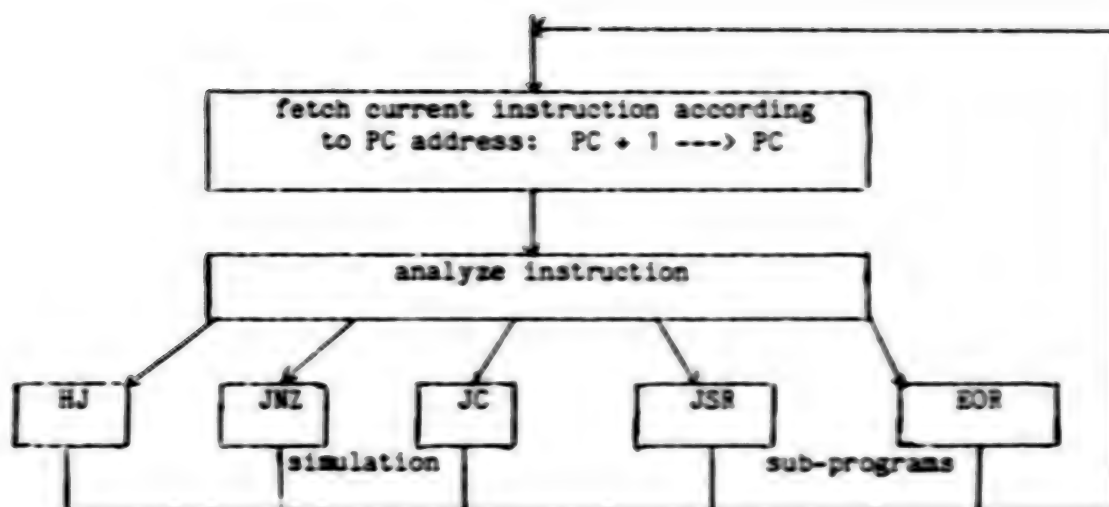 fetch current instruction according
to PC address: PC + 1 ---> PC
analyze instruction
HJ JNZ JC JSR EOR
simulation sub-programs